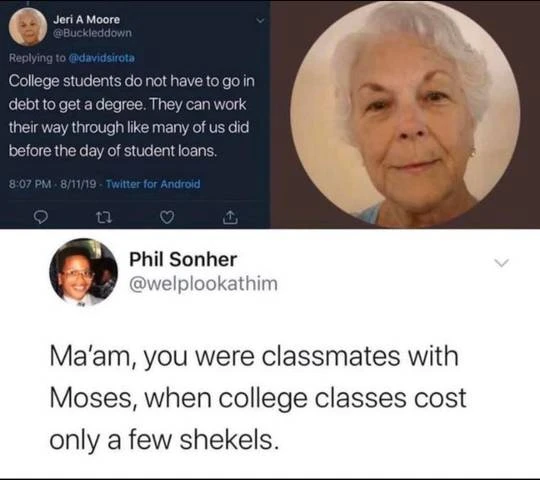 Jeri A Moore
@Buckleddown
Replying to @davidsirota
College students do not have to go in
debt to get a degree. They can work
their way through like many of us did
before the day of student loans.
8:07 PM · 8/11/19 · Twitter for Android
Phil Sonher
@welplookathim
Ma'am, you were classmates with
Moses, when college classes cost
only a few shekels.